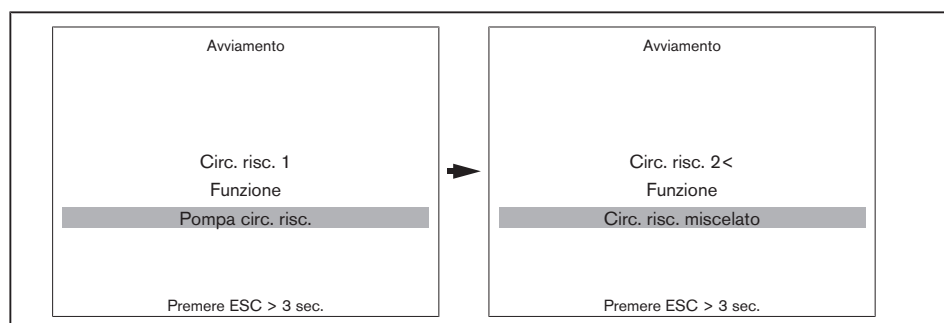 Avviamento
Circ. risc. 1
Funzione
Pompa circ. risc.
Premere ESC > 3 sec.
Avviamento
Circ. risc. 2<
Funzione
Circ. risc. miscelato
Premere ESC > 3 sec.